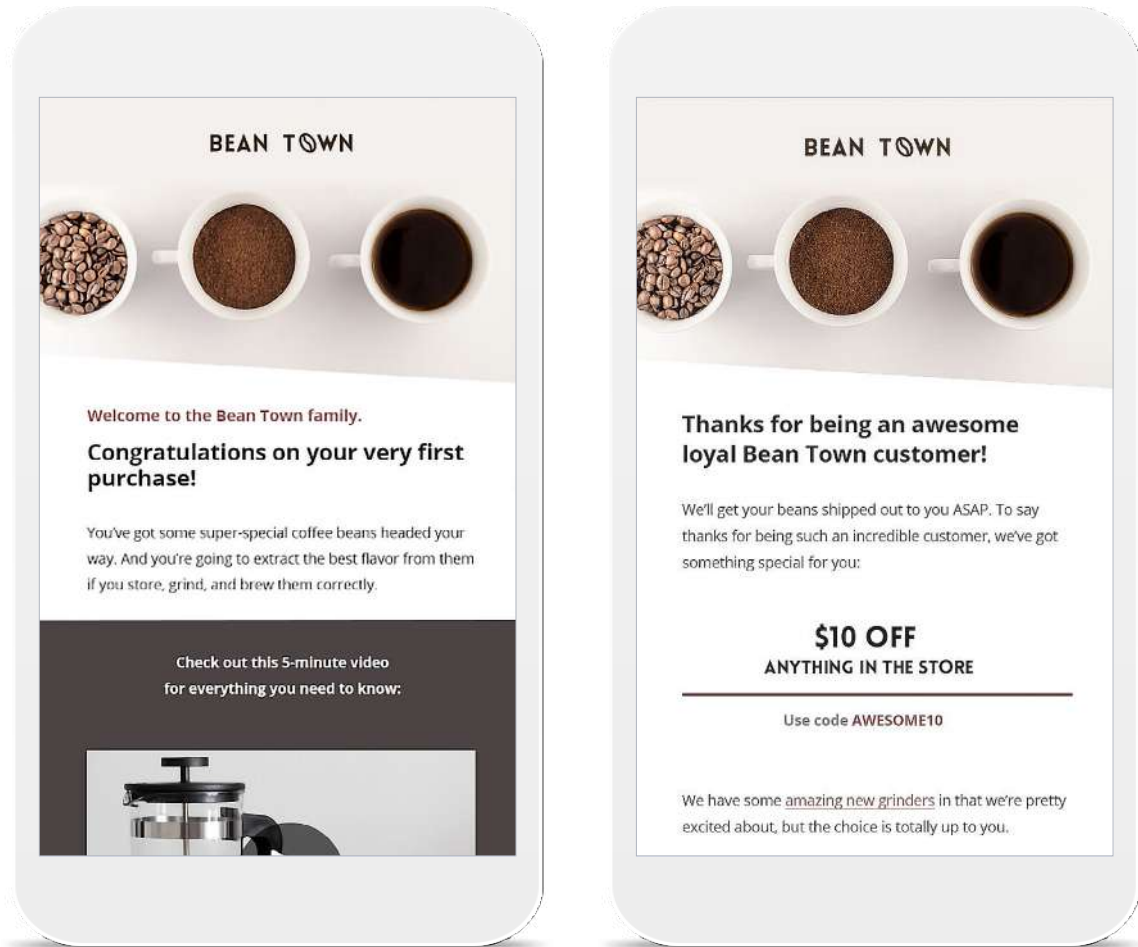 BEAN TOWN
Welcome to the Bean Town family.
Congratulations on your very first
purchase!
You've got some super-special coffee beans headed your
way. And you're going to extract the best flavor from them
if you store, grind, and brew them correctly.
Check out this 5-minute video
for everything you need to know:
BEAN TOWN
Thanks for being an awesome
loyal Bean Town customer!
We'll get your beans shipped out to you ASAP. To say
thanks for being such an incredible customer, we've got
something special for you:
$10 OFF
ANYTHING IN THE STORE
Use code AWESOME10
We have some amazing new grinders in that we're pretty
excited about, but the choice is totally up to you.